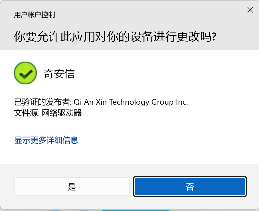 用户帐户控制
你要允许此应用对你的设备进行更改吗?
奇安信
已验证的发布者: Qi An Xin Technology Group Inc.
文件源: 网络驱动器
显示更多详细信息
是
否